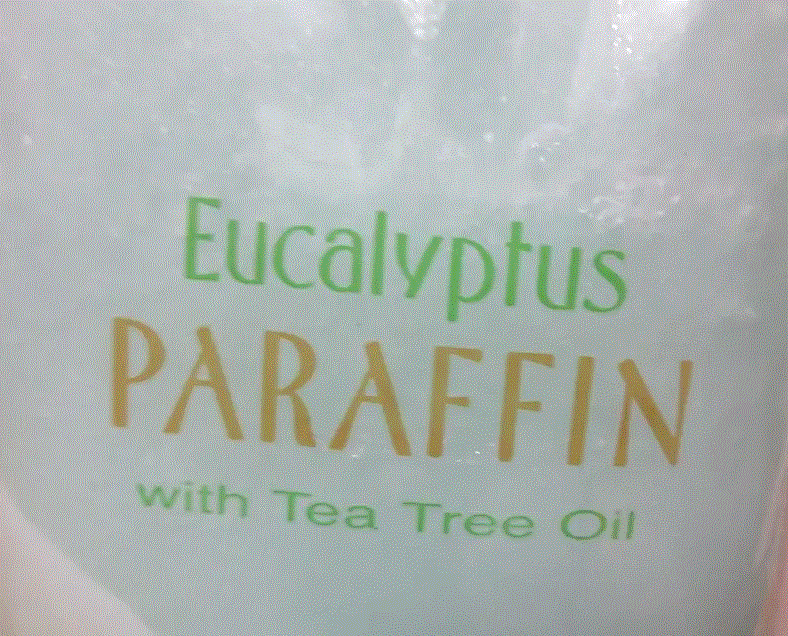 Eucalyptus
PARAFFIN
with Tea Tree Oil